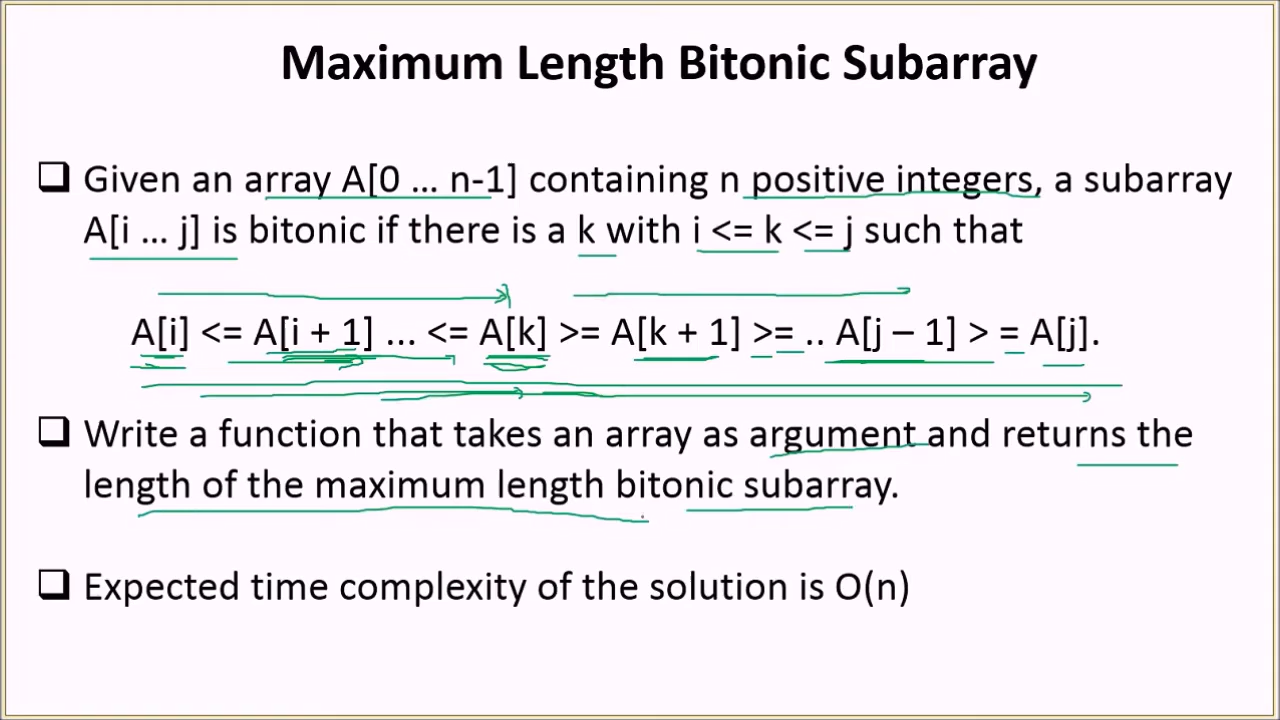 Maximum Length Bitonic Subarray
❑ Given an array A[0 … n-1] containing n positive integers, a subarray
A[i … j] is bitonic if there is a k with i <= k <= j such that
A[i] <= A[i + 1] ... <= A[k] >= A[k + 1] >= .. A[j – 1] > = A[j].
❑ Write a function that takes an array as argument and returns the
length of the maximum length bitonic subarray.
❑ Expected time complexity of the solution is O(n)